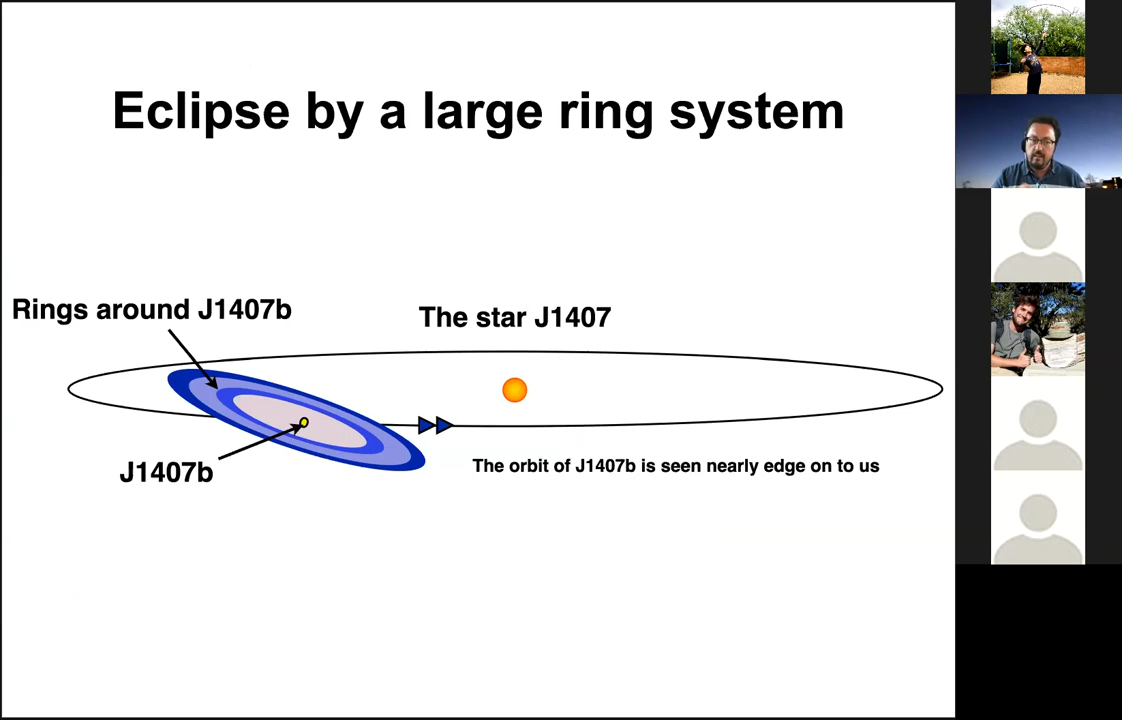 Eclipse by a large ring system
Rings around J1407b
The star J1407
J1407b
The orbit of J1407b is seen nearly edge on to us